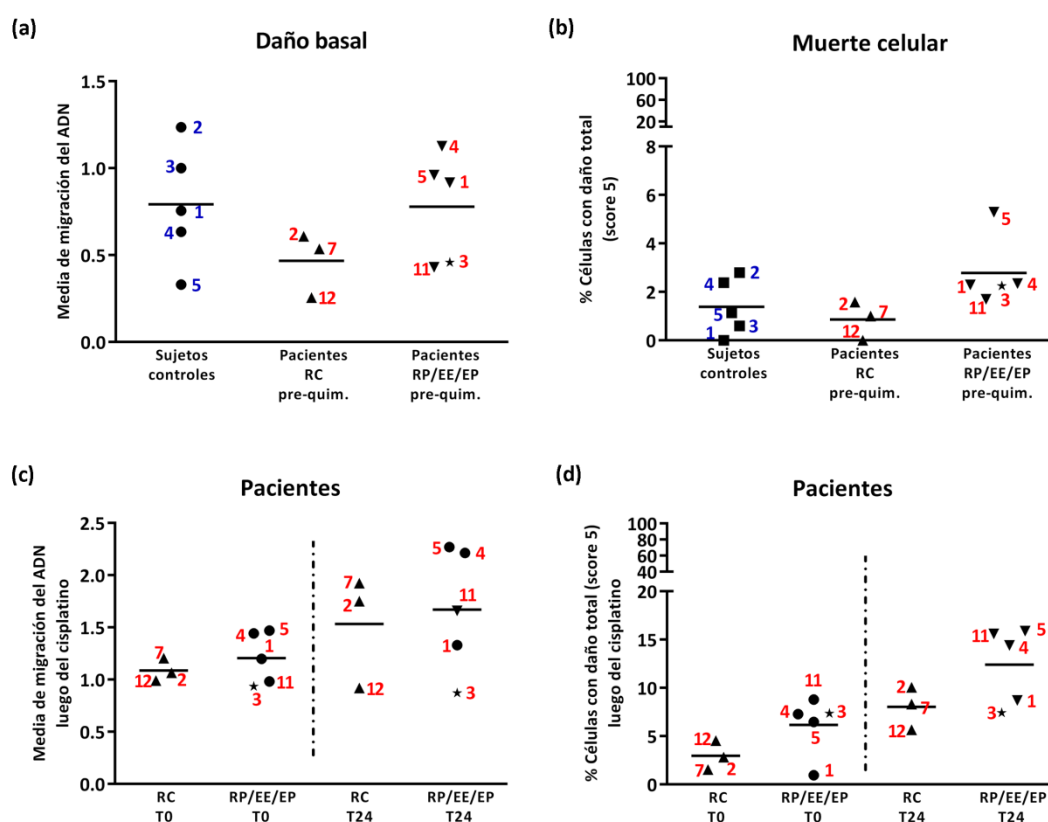 (a)
Daño basal
Media de migración del ADN
1.5
1.0
0.5
0.0
2
3
1
4
5
2
7
12
4
5
1
11
3
Sujetos
controles
Pacientes
RC
pre-quim.
Pacientes
RP/EE/EP
pre-quim.
(b)
Muerte celular
% Células con daño total
(score 5)
100
60
20
8
6
4
2
0
4
2
5
1
3
2
7
12
5
1
4
11
3
Sujetos
controles
Pacientes
RC
pre-quim.
Pacientes
RP/EE/EP
pre-quim.
(c)
Pacientes
Media de migración del ADN
luego del cisplatino
2.5
2.0
1.5
1.0
0.5
0.0
7
12
2
4
5
1
11
3
7
2
12
5
4
11
1
3
RC
T0
RP/EE/EP
T0
RC
T24
RP/EE/EP
T24
(d)
Pacientes
% Células con daño total (score 5)
luego del cisplatino
100
80
60
40
20
15
10
5
0
12
7
2
11
4
3
5
1
2
7
12
11
5
4
3
1
RC
T0
RP/EE/EP
T0
RC
T24
RP/EE/EP
T24